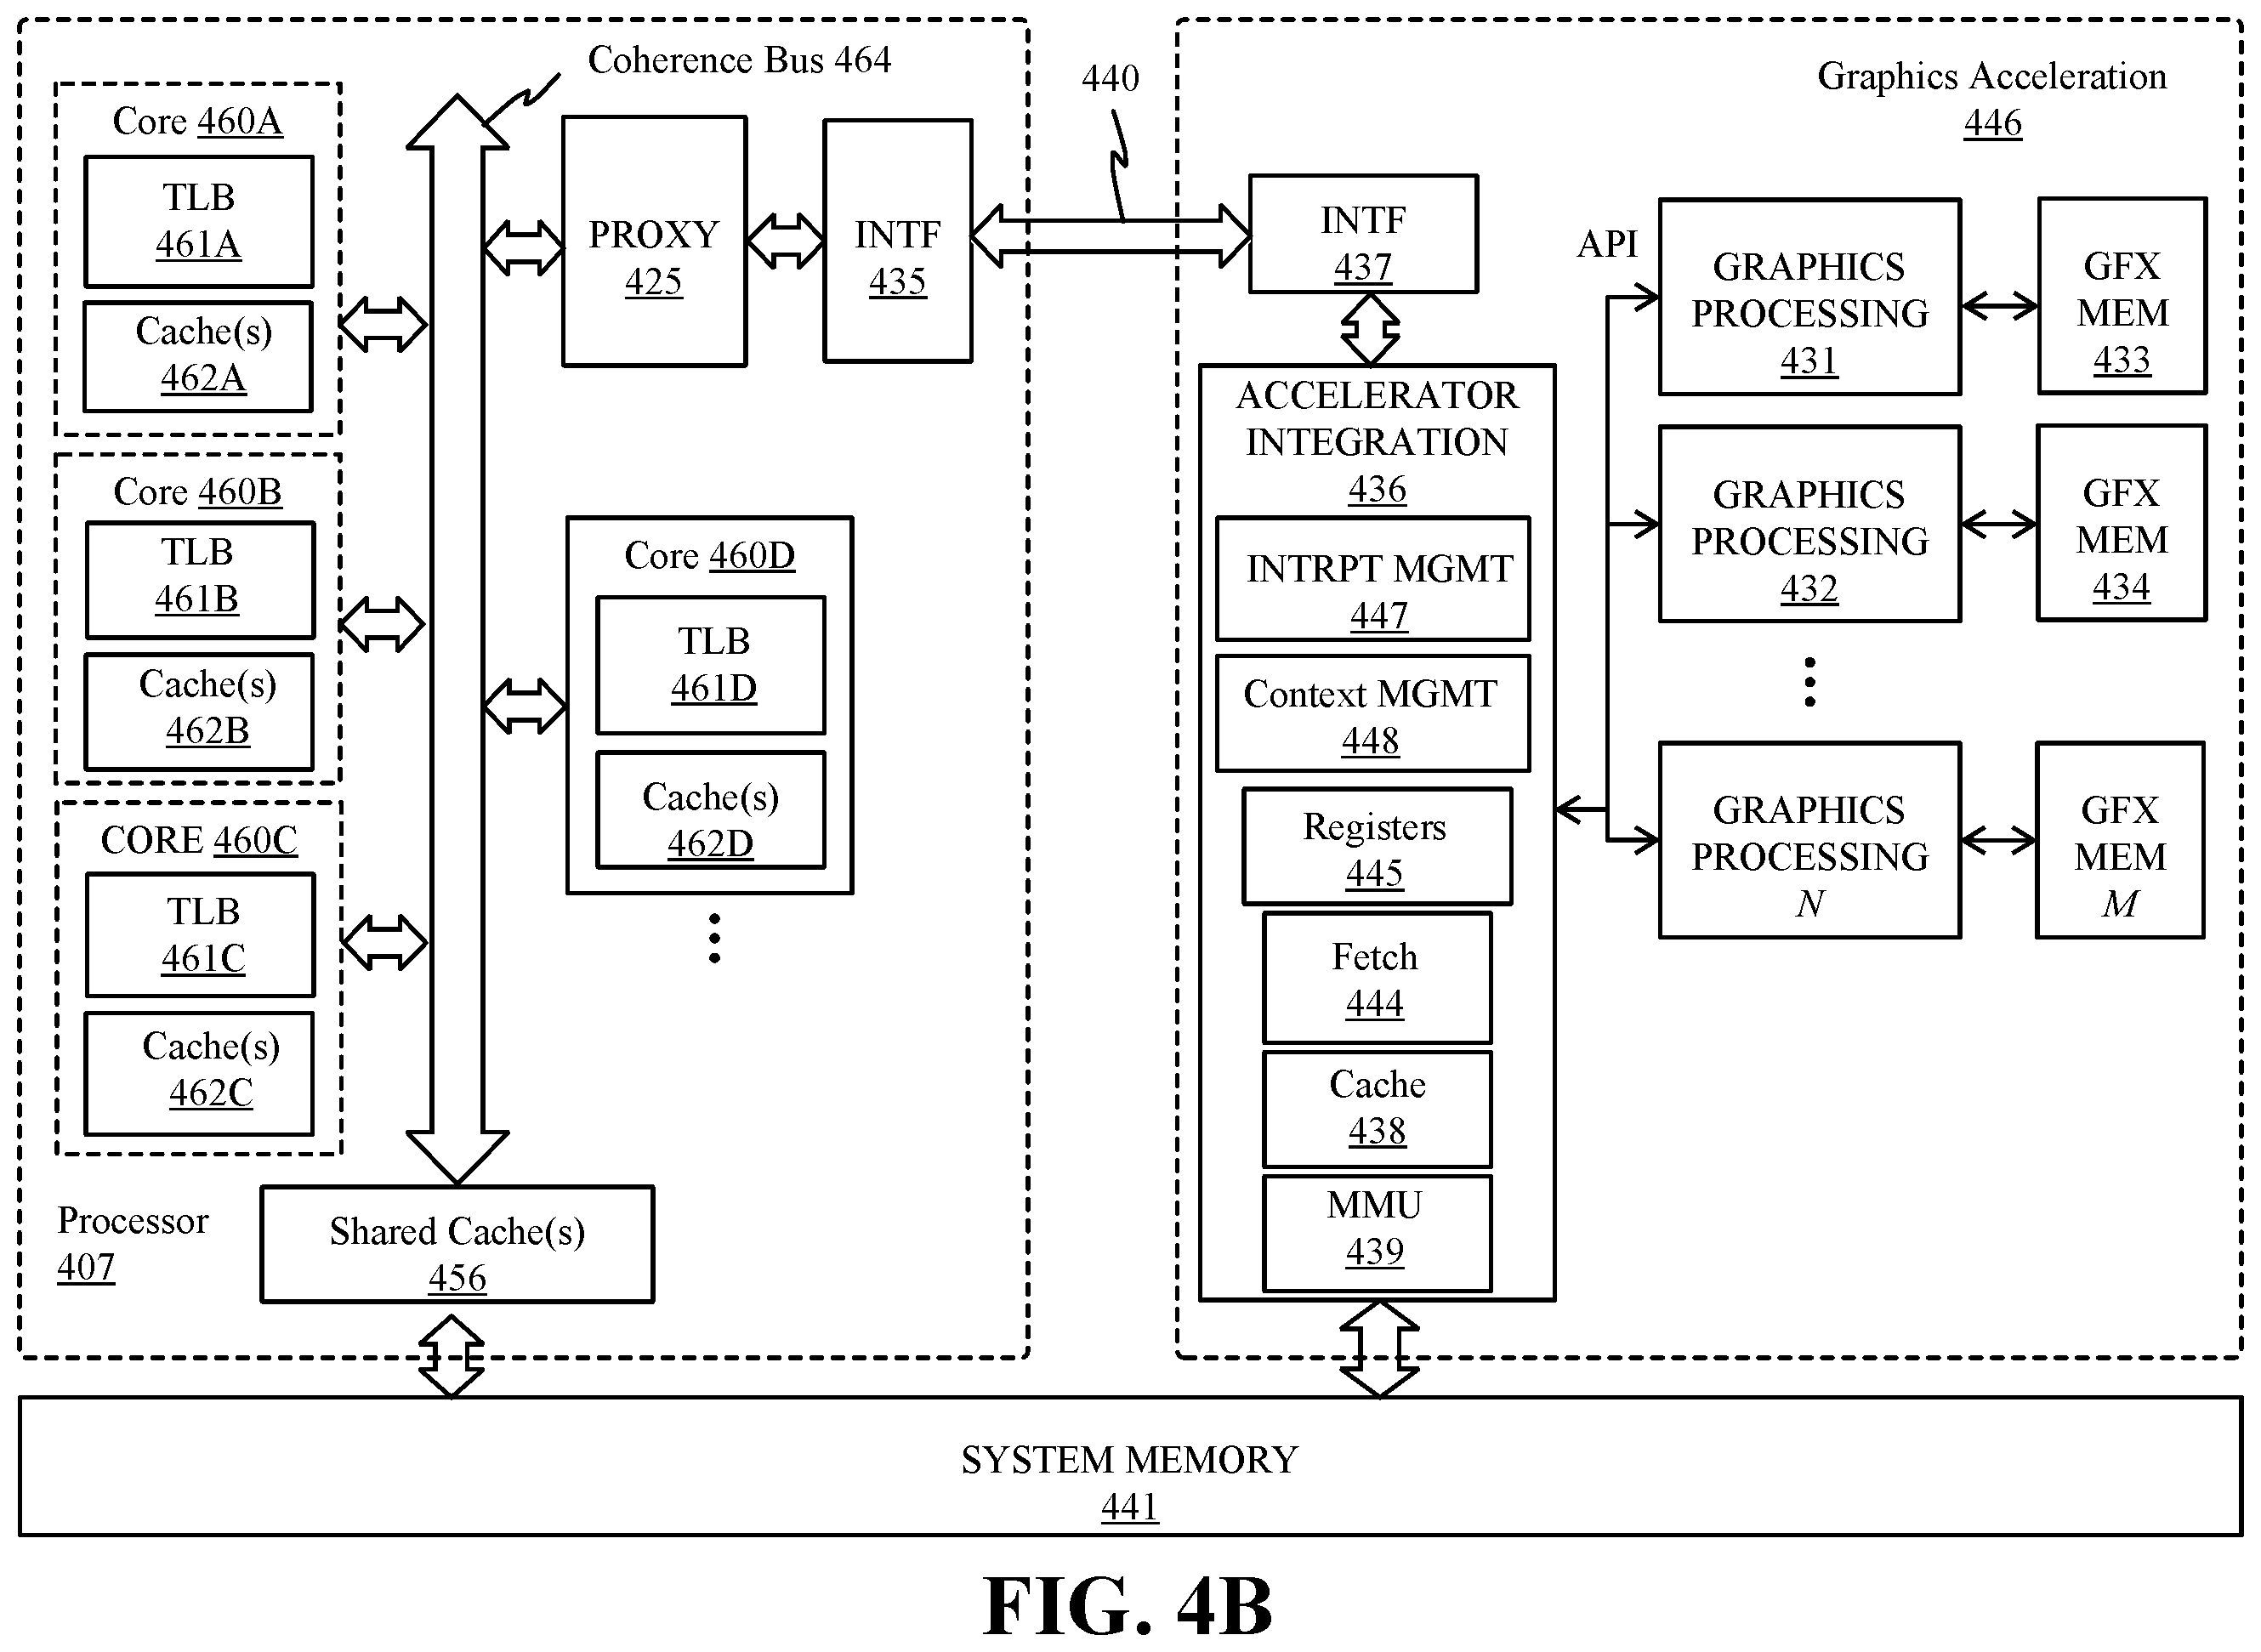 Coherence Bus 464
Core 460A
TLB
461A
Cache(s)
462A
Core 460B
TLB
461B
Cache(s)
462B
CORE 460C
TLB
461C
Cache(s)
462C
PROXY
425
INTF
435
Core 460D
TLB
461D
Cache(s)
462D
Processor
407
Shared Cache(s)
456
440
Graphics Acceleration
446
INTF
437
ACCELERATOR
INTEGRATION
436
INTRPT MGMT
447
Context MGMT
448
Registers
445
Fetch
444
Cache
438
MMU
439
API
GRAPHICS
PROCESSING
431
GFX
MEM
433
GRAPHICS
PROCESSING
432
GFX
MEM
434
GRAPHICS
PROCESSING
N
GFX
MEM
M
SYSTEM MEMORY
441
FIG. 4B